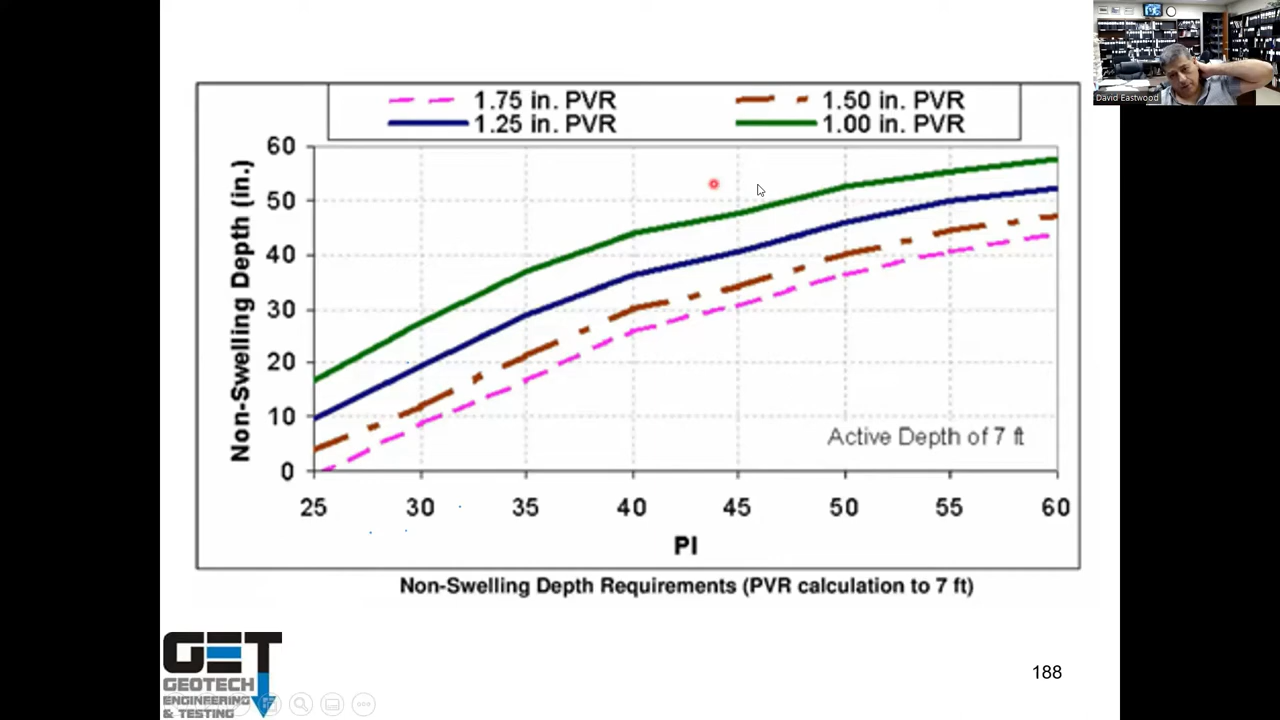 David Eastwood
1.75 in. PVR 1.50 in. PVR
1.25 in. PVR 1.00 in. PVR
Non-Swelling Depth (in.)
60
50
40
30
20
10
0
Active Depth of 7 ft
25 30 35 40 45 50 55 60
PI
Non-Swelling Depth Requirements (PVR calculation to 7 ft)
GET
GEOTECH
ENGINEERING
& TESTING
188